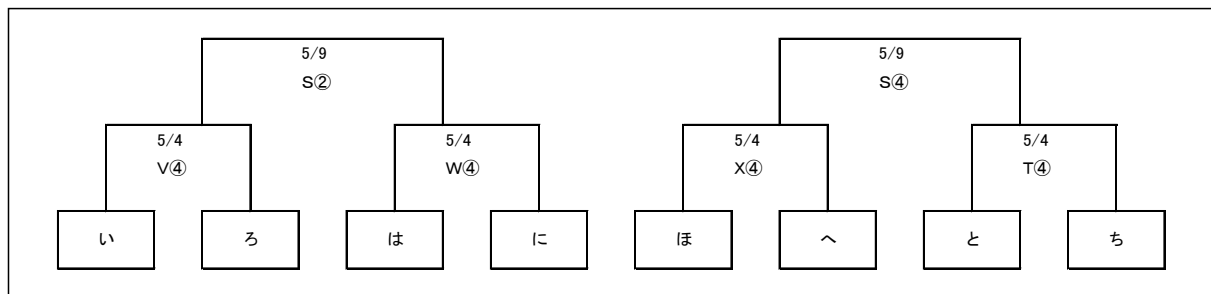 5/9 5/9
S② S④
5/4 5/4 5/4 5/4
V④ W④ X④ T④
い ろ は に ほ へ と ち